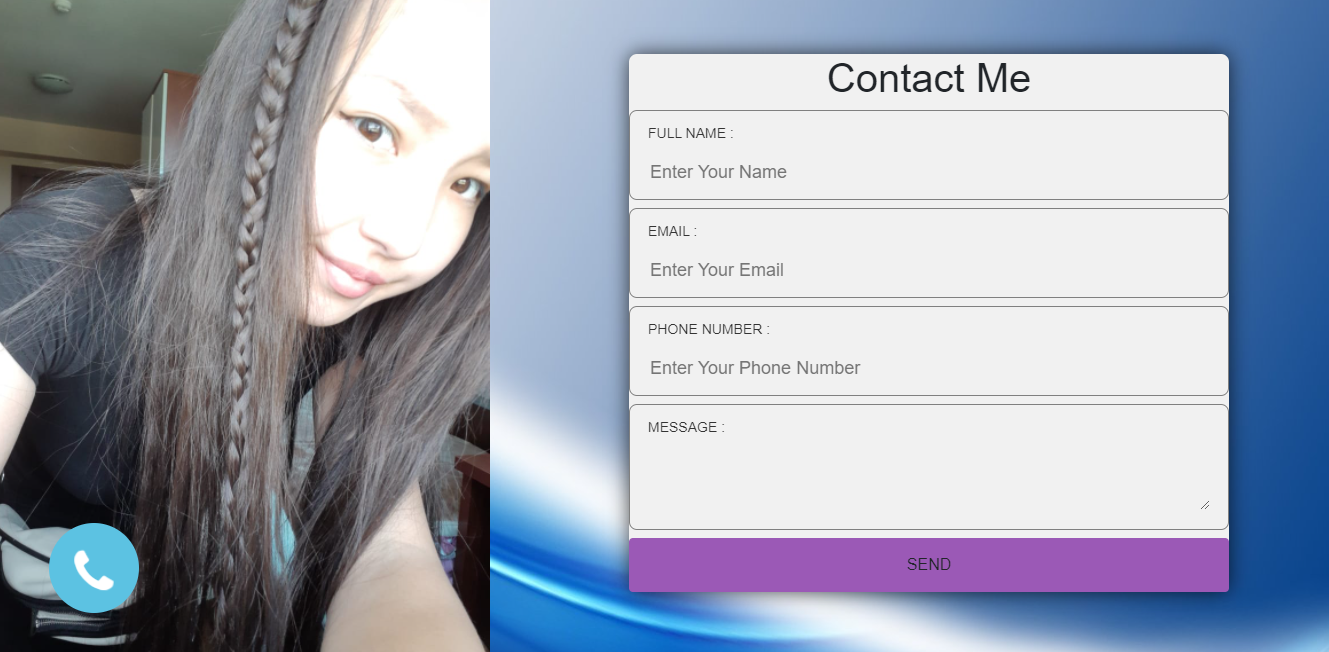 Contact Me
FULL NAME :
Enter Your Name
EMAIL :
Enter Your Email
PHONE NUMBER :
Enter Your Phone Number
MESSAGE :
SEND